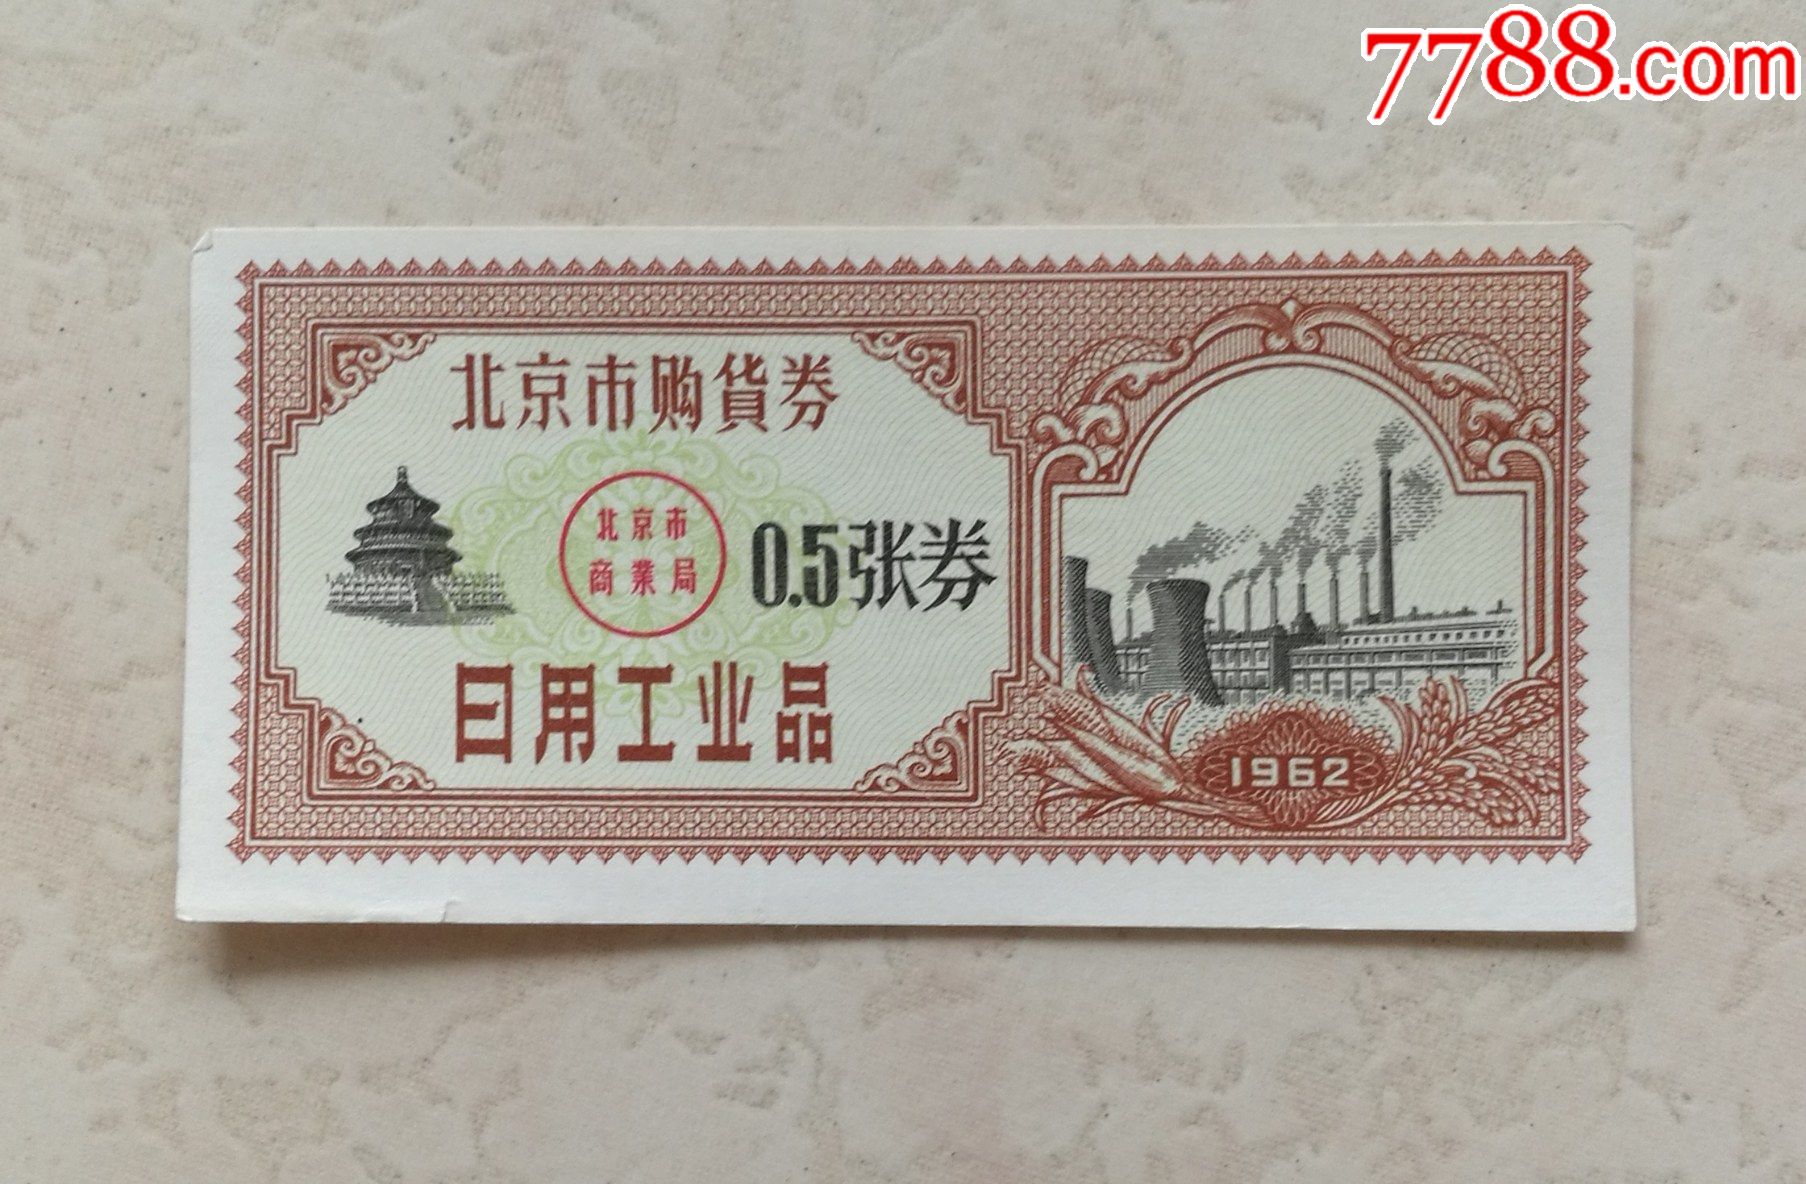 7788.com
北京市购貨券
北京市
商業局
0.5张券
日用工业品
1962